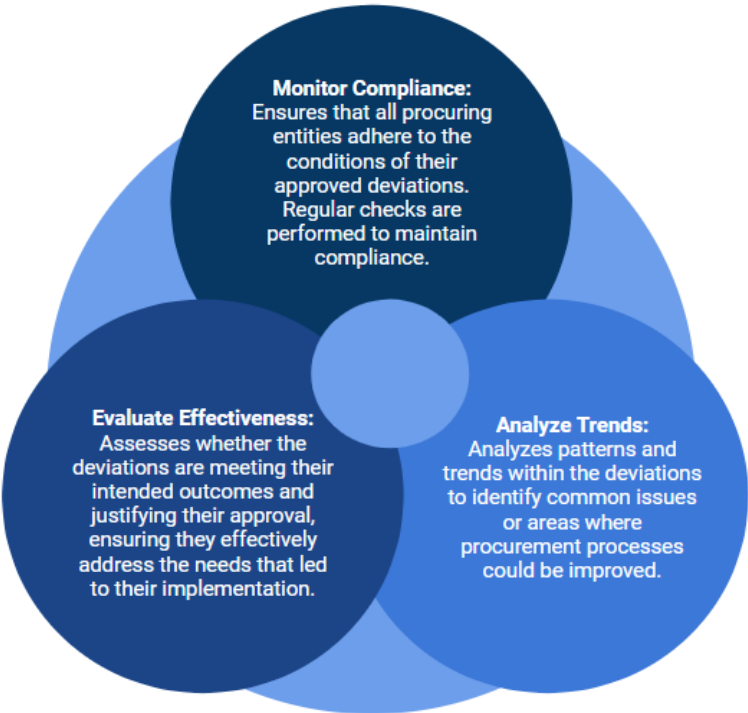 Monitor Compliance:
Ensures that all procuring
entities adhere to the
conditions of their
approved deviations.
Regular checks are
performed to maintain
compliance.
Evaluate Effectiveness:
Assesses whether the
deviations are meeting their
intended outcomes and
justifying their approval,
ensuring they effectively
address the needs that led
to their implementation.
Analyze Trends:
Analyzes patterns and
trends within the deviations
to identify common issues
or areas where
procurement processes
could be improved.